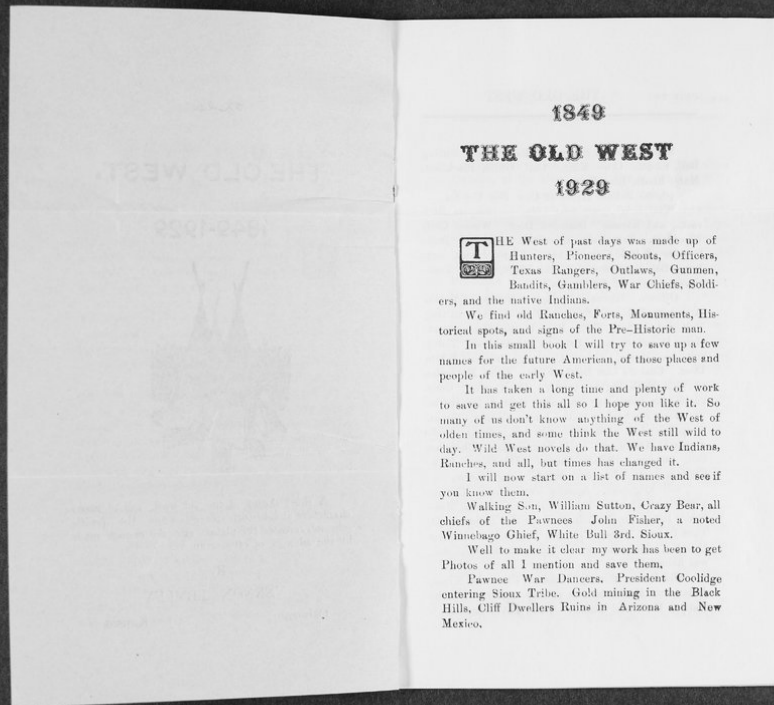 1849
THE OLD WEST
1929
THE West of past days was made up of
Hunters, Pioneers, Scouts, Officers,
Texas Rangers, Outlaws, Gunmen,
Bandits, Gamblers, War Chiefs, Soldi-
ers, and the native Indians.
We find old Ranches, Forts, Monuments, His-
torical spots, and signs of the Pre-Historic man.
In this small book I will try to save up a few
names for the future American, of those places and
people of the early West.
It has taken a long time and plenty of work
to save and get this all so I hope you like it. So
many of us don't know anything of the West of
olden times, and some think the West still wild to
day. Wild West novels do that. We have Indians,
Ranches, and all, but times has changed it.
I will now start on a list of names and see if
you know them.
Walking Sun, William Sutton, Crazy Bear, all
chiefs of the Pawnees John Fisher, a noted
Winnebago Ghief, White Bull 3rd. Sioux.
Well to make it clear my work has been to get
Photos of all I mention and save them,
Pawnee War Dancers. President Coolidge
entering Sioux Tribe. Gold mining in the Black
Hills, Cliff Dwellers Ruins in Arizona and New
Mexico.
THE OLD WEST.
1849-1929